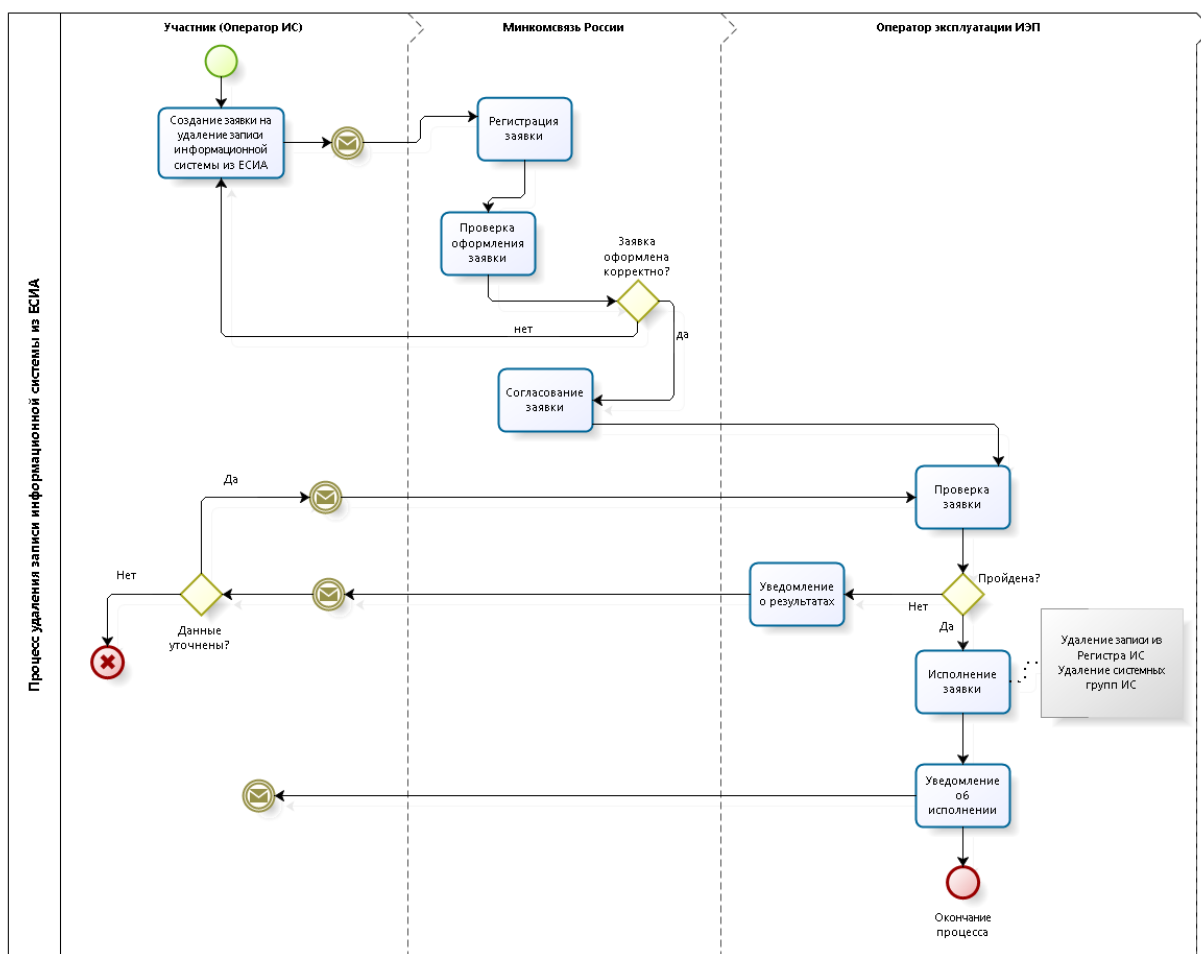 Процесс удаления записи информационной системы из ЕСИА
Участник (Оператор ИС)
Минкомсвязь России
Оператор эксплуатации ИЭП
Создание заявки на
удаление записи
информационной
системы из ЕСИА
Регистрация
заявки
Проверка
оформления
заявки
Заявка
оформлена
корректно?
нет
да
Согласование
заявки
Да
Проверка
заявки
Нет
Данные
уточнены?
Уведомление
о результатах
Пройдена?
Нет
Да
Исполнение
заявки
Удаление записи из
Регистра ИС
Удаление системных
групп ИС
Уведомление
об
исполнении
Окончание
процесса